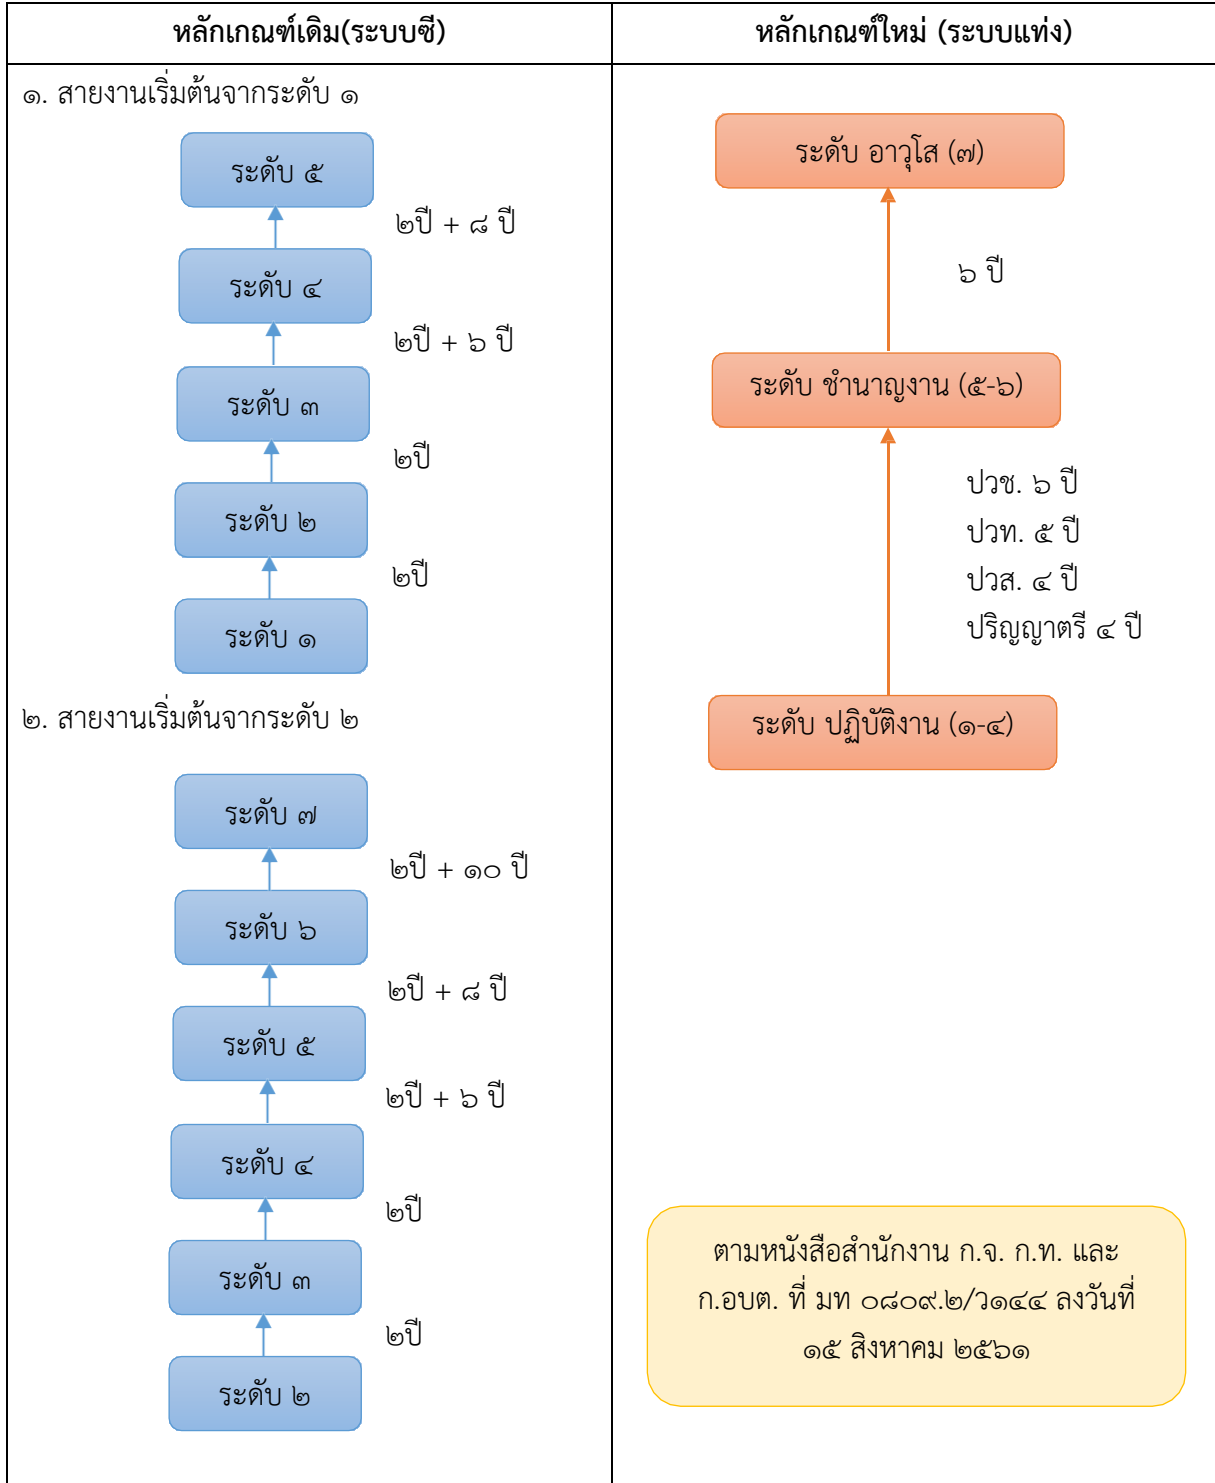 หลักเกณฑ์เดิม(ระบบซี)
๑. สายงานเริ่มต้นจากระดับ ๑
ระดับ ๕
๒ปี + ๘ ปี
ระดับ ๔
๒ปี + ๖ ปี
ระดับ ๓
๒ปี
ระดับ ๒
๒ปี
ระดับ ๑
๒. สายงานเริ่มต้นจากระดับ ๒
ระดับ ๗
๒ปี + ๑๐ ปี
ระดับ ๖
๒ปี + ๘ ปี
ระดับ ๕
๒ปี + ๖ ปี
ระดับ ๔
๒ปี
ระดับ ๓
๒ปี
ระดับ ๒
หลักเกณฑ์ใหม่ (ระบบแท่ง)
ระดับ อาวุโส (๗)
๖ ปี
ระดับ ชำนาญงาน (๕-๖)
ปวช. ๖ ปี
ปวท. ๕ ปี
ปวส. ๔ ปี
ปริญญาตรี ๔ ปี
ระดับ ปฏิบัติงาน (๑-๔)
ตามหนังสือสำนักงาน ก.จ. ก.ท. และ
ก.อบต. ที่ มท ๐๘๐๙.๒/ว๑๔๔ ลงวันที่
๑๕ สิงหาคม ๒๕๖๑